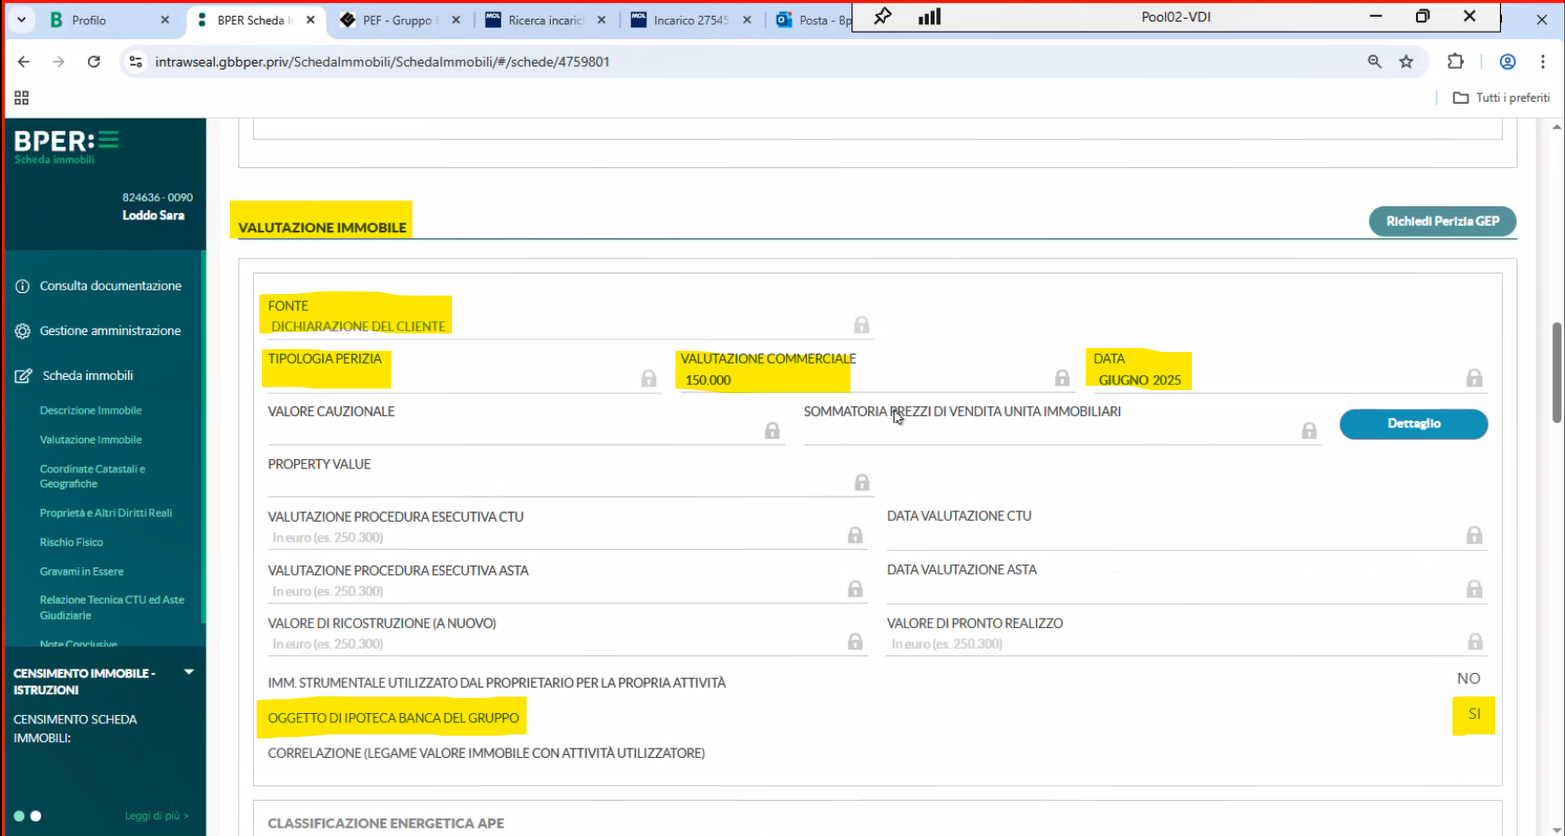 Profilo
BPER Scheda I
PEF - Gruppo
Ricerca incaric
Incarico 27545
Posta - Bp
Pool02-VDI
intrawseal.gbbper.priv/SchedaImmobili/SchedaImmobili/#/schede/4759801
Tutti i preferiti
BPER:
Scheda immobili
824636 - 0090
Loddo Sara
Consulta documentazione
Gestione amministrazione
Scheda immobili
Descrizione Immobile
Valutazione Immobile
Coordinate Catastali e
Geografiche
Proprietà e Altri Diritti Reali
Rischio Fisico
Gravami in Essere
Relazione Tecnica CTU ed Aste
Giudiziarie
Note Conclusive
CENSIMENTO IMMOBILE -
ISTRUZIONI
CENSIMENTO SCHEDA
IMMOBILI:
Leggi di più >
VALUTAZIONE IMMOBILE
Richiedi Perizia GEP
FONTE
DICHIARAZIONE DEL CLIENTE
TIPOLOGIA PERIZIA
VALUTAZIONE COMMERCIALE
DATA
150.000
GIUGNO 2025
VALORE CAUZIONALE
SOMMATORIA PREZZI DI VENDITA UNITA IMMOBILIARI
Dettaglio
PROPERTY VALUE
VALUTAZIONE PROCEDURA ESECUTIVA CTU
DATA VALUTAZIONE CTU
In euro (es. 250.300)
VALUTAZIONE PROCEDURA ESECUTIVA ASTA
DATA VALUTAZIONE ASTA
In euro (es. 250.300)
VALORE DI RICOSTRUZIONE (A NUOVO)
VALORE DI PRONTO REALIZZO
In euro (es. 250.300)
In euro (es. 250.300)
IMM. STRUMENTALE UTILIZZATO DAL PROPRIETARIO PER LA PROPRIA ATTIVITÀ
NO
OGGETTO DI IPOTECA BANCA DEL GRUPPO
SI
CORRELAZIONE (LEGAME VALORE IMMOBILE CON ATTIVITÀ UTILIZZATORE)
CLASSIFICAZIONE ENERGETICA APE